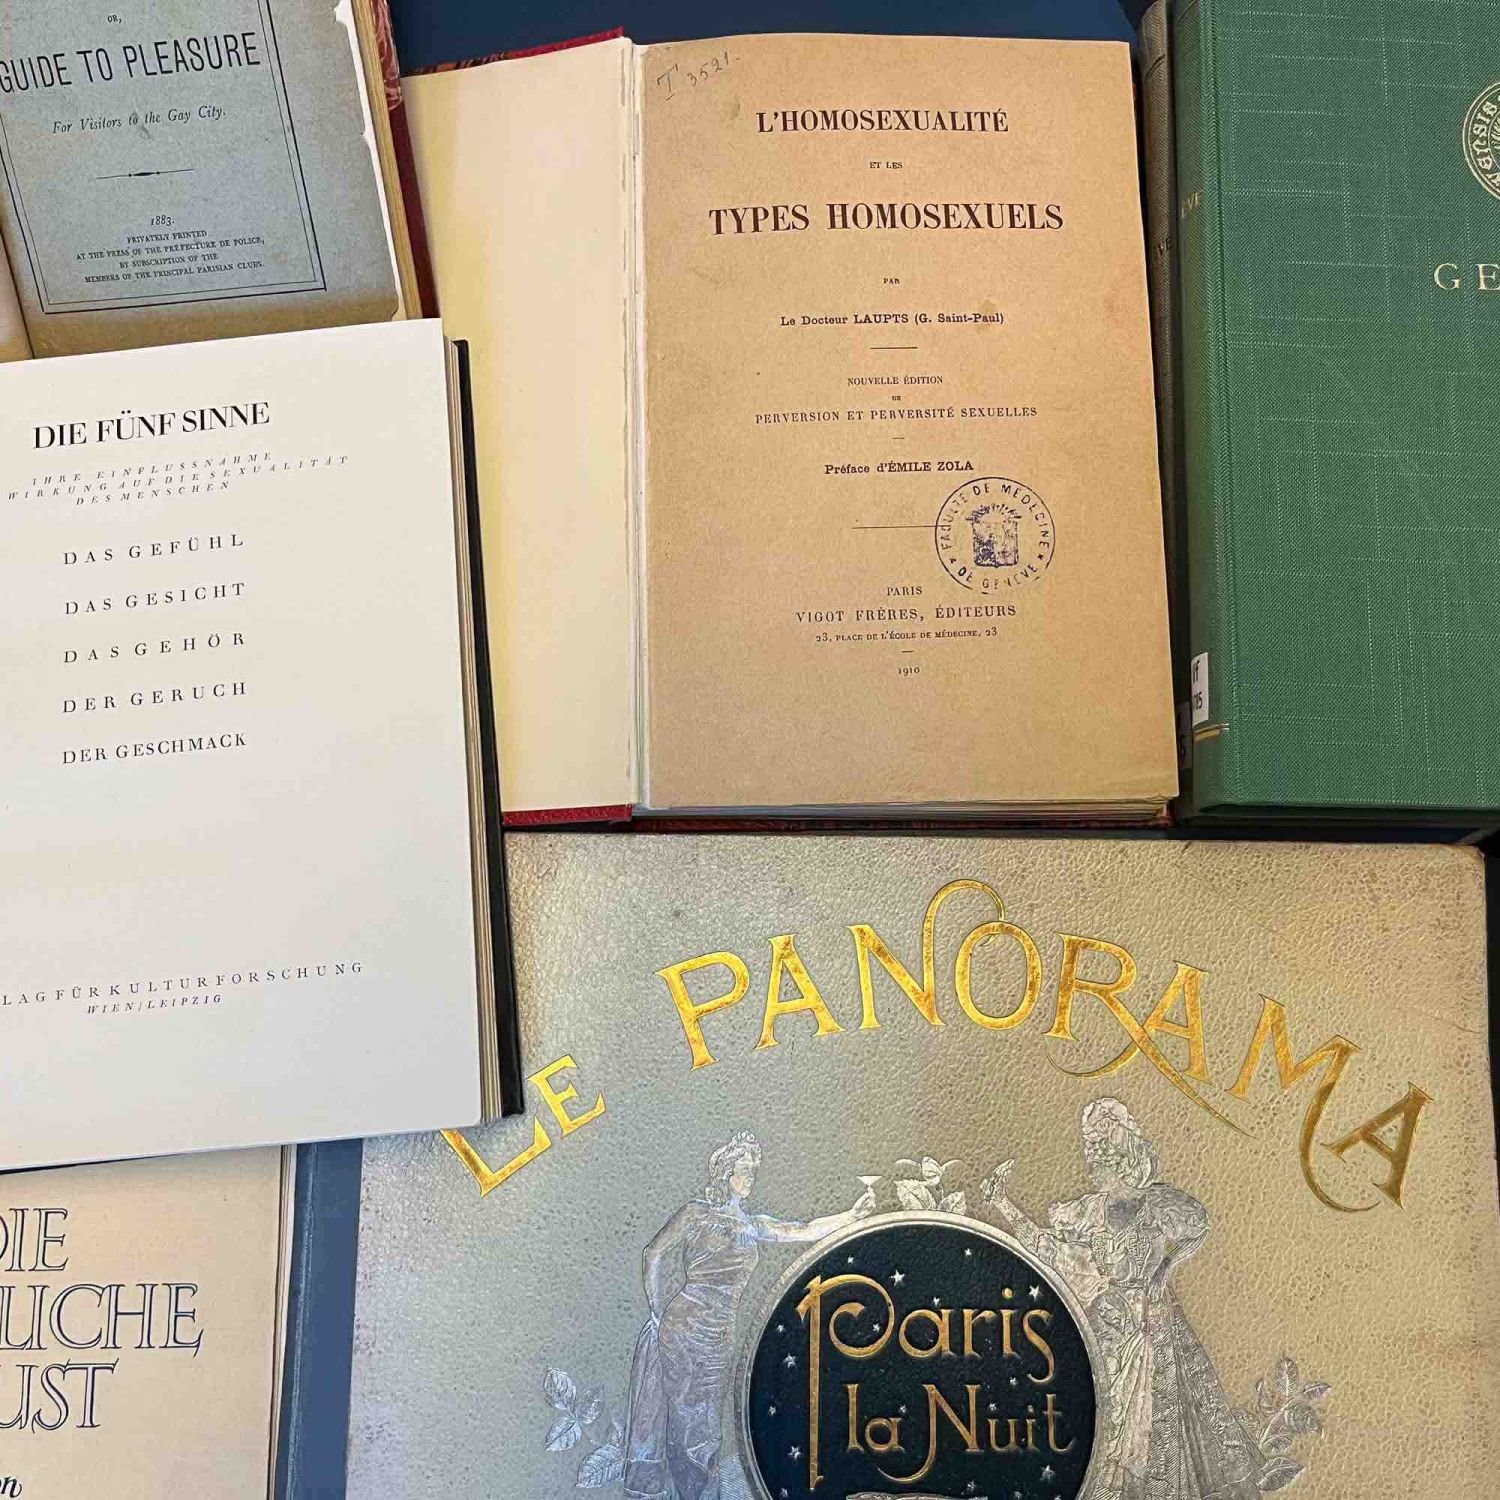 OR,
GUIDE TO PLEASURE
For Visitors to the Gay City.
1883.
PRIVATELY PRINTED
AT THE PRESS OF THE PREFECTURE DE POLICE,
BY SUBSCRIPTION OF THE
MEMBERS OF THE PRINCIPAL PARISIAN CLUBS.
T 3521.
L'HOMOSEXUALITÉ
ET LES
TYPES HOMOSEXUELS
PAR
Le Docteur LAUPTS (G. Saint-Paul)
NOUVELLE ÉDITION
DE
PERVERSION ET PERVERSITÉ SEXUELLES
Préface d'ÉMILE ZOLA
FACULTÉ DE MÉDECINE
DE GENÈVE
PARIS
VIGOT FRÈRES, ÉDITEURS
23, PLACE DE L'ÉCOLE DE MÉDECINE, 23
1910
GE
DIE FÜNF SINNE
IHRE EINFLUSSNAHME
WIRKUNG AUF DIE SEXUALITÄT
DES MENSCHEN
DAS GEFÜHL
DAS GESICHT
DAS GEHÖR
DER GERUCH
DER GESCHMACK
LAG FÜR KULTURFORSCHUNG
WIEN/LEIPZIG
DIE
LICHE
UST
on
LE PANORAMA
Paris
la Nuit